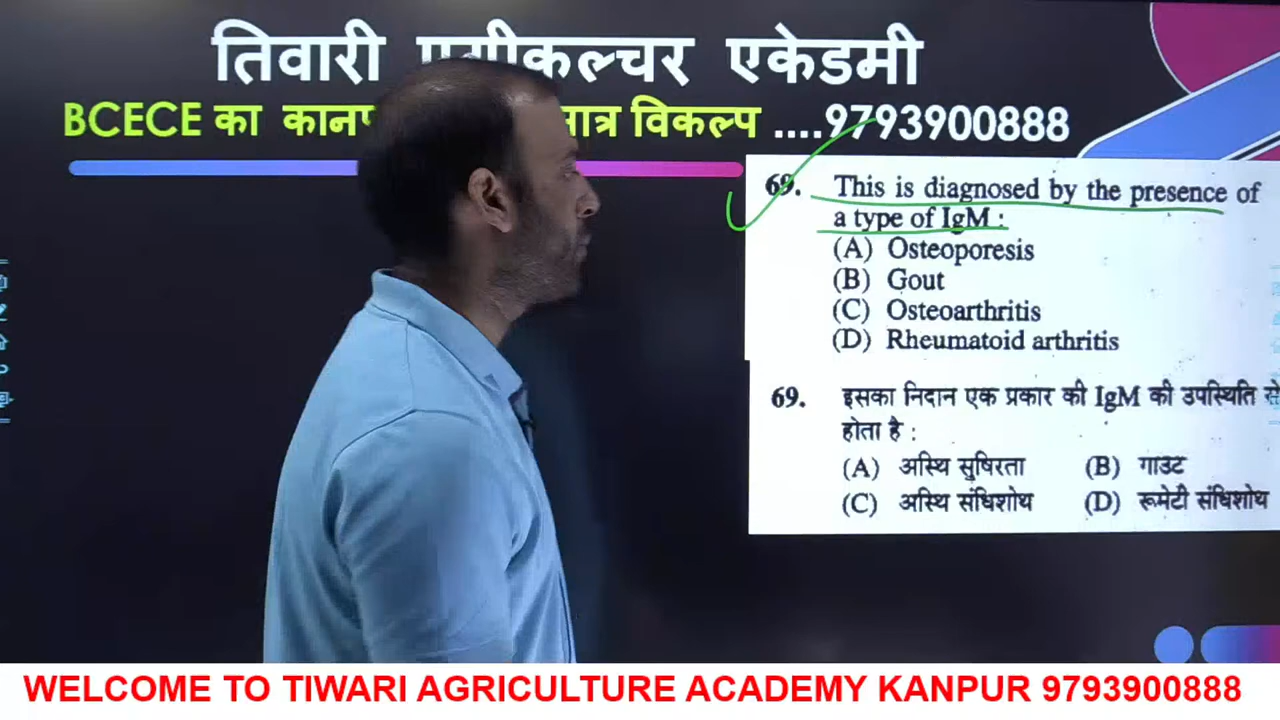 तिवारी एकेडमी
BCECE का विकल्प ....9793900888
69. This is diagnosed by the presence of
a type of IgM :
(A) Osteoporesis
(B) Gout
(C) Osteoarthritis
(D) Rheumatoid arthritis
69. इसका निदान एक प्रकार की IgM की उपस्थिति से
होता है :
(A) अस्थि सुषिरता (B) गाउट
(C) अस्थि संधिशोथ (D) रूमेटी संधिशोथ
WELCOME TO TIWARI AGRICULTURE ACADEMY KANPUR 9793900888